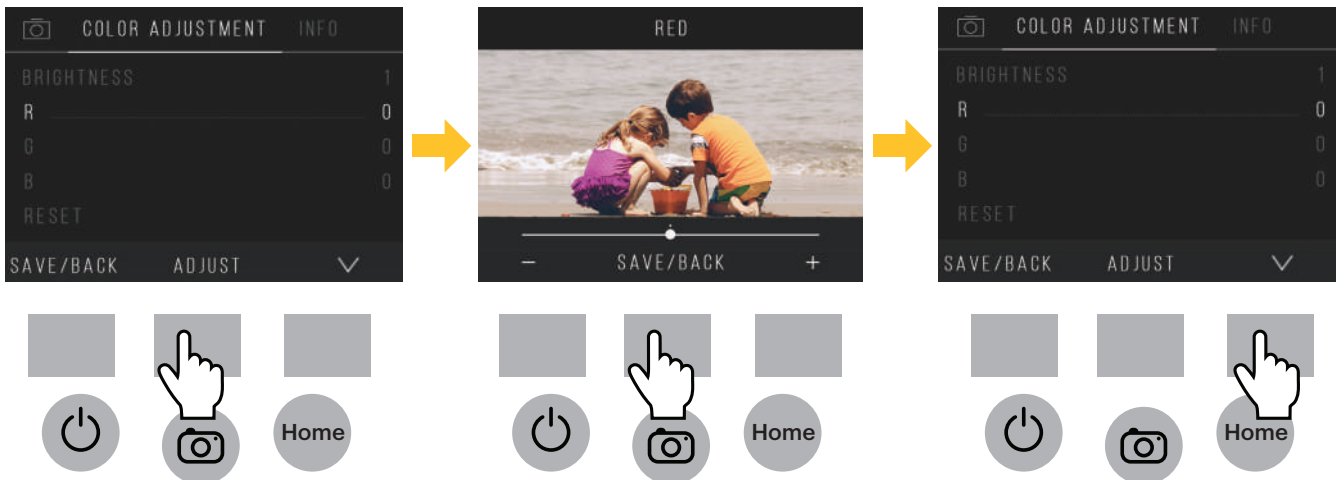 COLOR ADJUSTMENT INFO
BRIGHTNESS 1
R 0
G 0
B 0
RESET
SAVE/BACK ADJUST
Home
RED
- SAVE/BACK +
Home
COLOR ADJUSTMENT INFO
BRIGHTNESS 1
R 0
G 0
B 0
RESET
SAVE/BACK ADJUST
Home